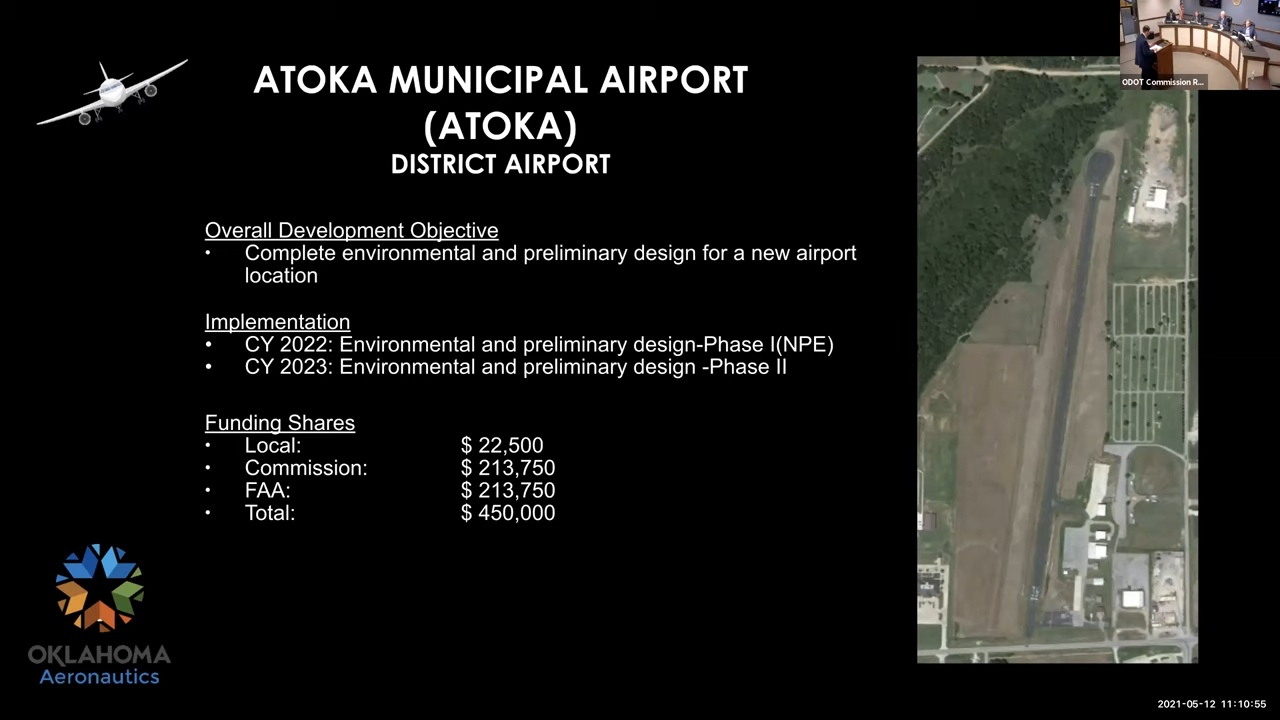 ATOKA MUNICIPAL AIRPORT
(ATOKA)
DISTRICT AIRPORT
ODOT Commission R...
Overall Development Objective
• Complete environmental and preliminary design for a new airport
location
Implementation
• CY 2022: Environmental and preliminary design-Phase I(NPE)
• CY 2023: Environmental and preliminary design -Phase II
Funding Shares
• Local: $ 22,500
• Commission: $ 213,750
• FAA: $ 213,750
• Total: $ 450,000
OKLAHOMA
Aeronautics
2021-05-12 11:10:55